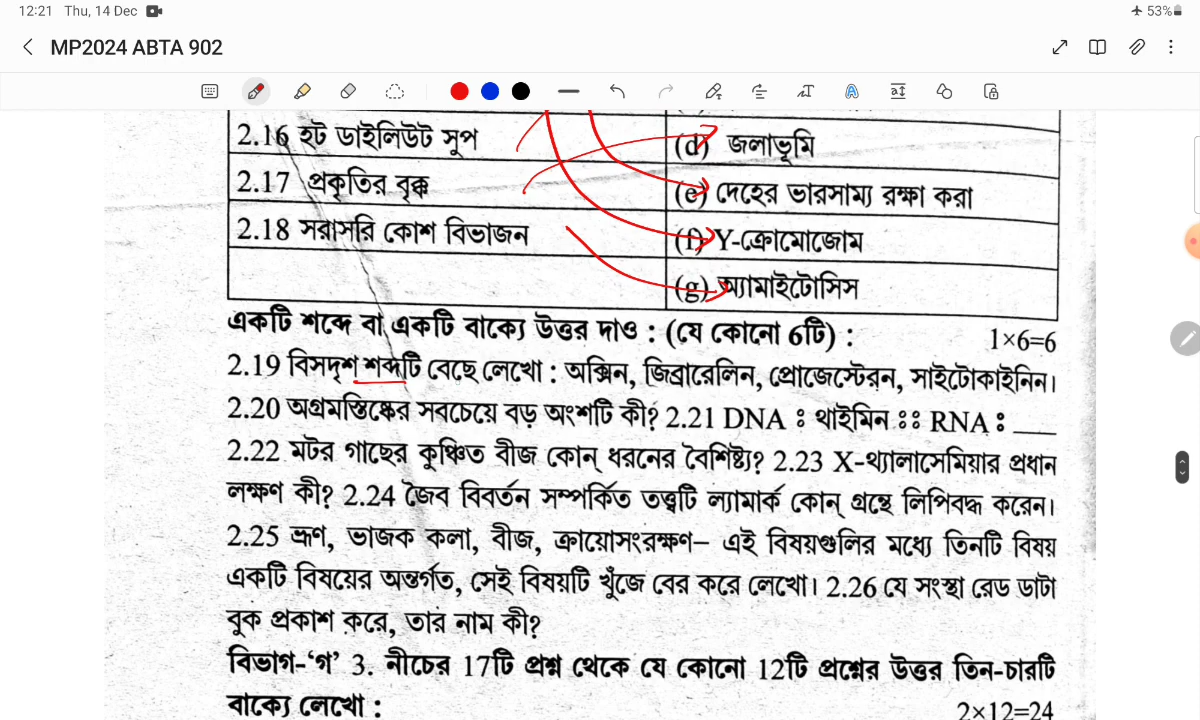 12:21 Thu, 14 Dec 53%
MP2024 ABTA 902
2.16 হট ডাইলিউট সুপ (d) জলাভূমি
2.17 প্রকৃতির বৃক্ক (e) দেহের ভারসাম্য রক্ষা করা
2.18 সরাসরি কোশ বিভাজন (f) Y-ক্রোমোজোম
(g) অ্যামাইটোসিস
একটি শব্দে বা একটি বাক্যে উত্তর দাও : (যে কোনো 6টি) : 1×6=6
2.19 বিসদৃশ শব্দটি বেছে লেখো : অক্সিন, জিব্রারেলিন, প্রোজেস্টেরন, সাইটোকাইনিন।
2.20 অগ্রমস্তিষ্কের সবচেয়ে বড় অংশটি কী? 2.21 DNA ঃ থাইমিন ঃঃ RNA ঃ ___
2.22 মটর গাছের কুঞ্চিত বীজ কোন্ ধরনের বৈশিষ্ট্য? 2.23 X-থ্যালাসেমিয়ার প্রধান
লক্ষণ কী? 2.24 জৈব বিবর্তন সম্পর্কিত তত্ত্বটি ল্যামার্ক কোন্ গ্রন্থে লিপিবদ্ধ করেন।
2.25 ভ্রূণ, ভাজক কলা, বীজ, ক্রায়োসংরক্ষণ– এই বিষয়গুলির মধ্যে তিনটি বিষয়
একটি বিষয়ের অন্তর্গত, সেই বিষয়টি খুঁজে বের করে লেখো। 2.26 যে সংস্থা রেড ডাটা
বুক প্রকাশ করে, তার নাম কী?
বিভাগ-‘গ’ 3. নীচের 17টি প্রশ্ন থেকে যে কোনো 12টি প্রশ্নের উত্তর তিন-চারটি
বাক্যে লেখো : 2×12=24